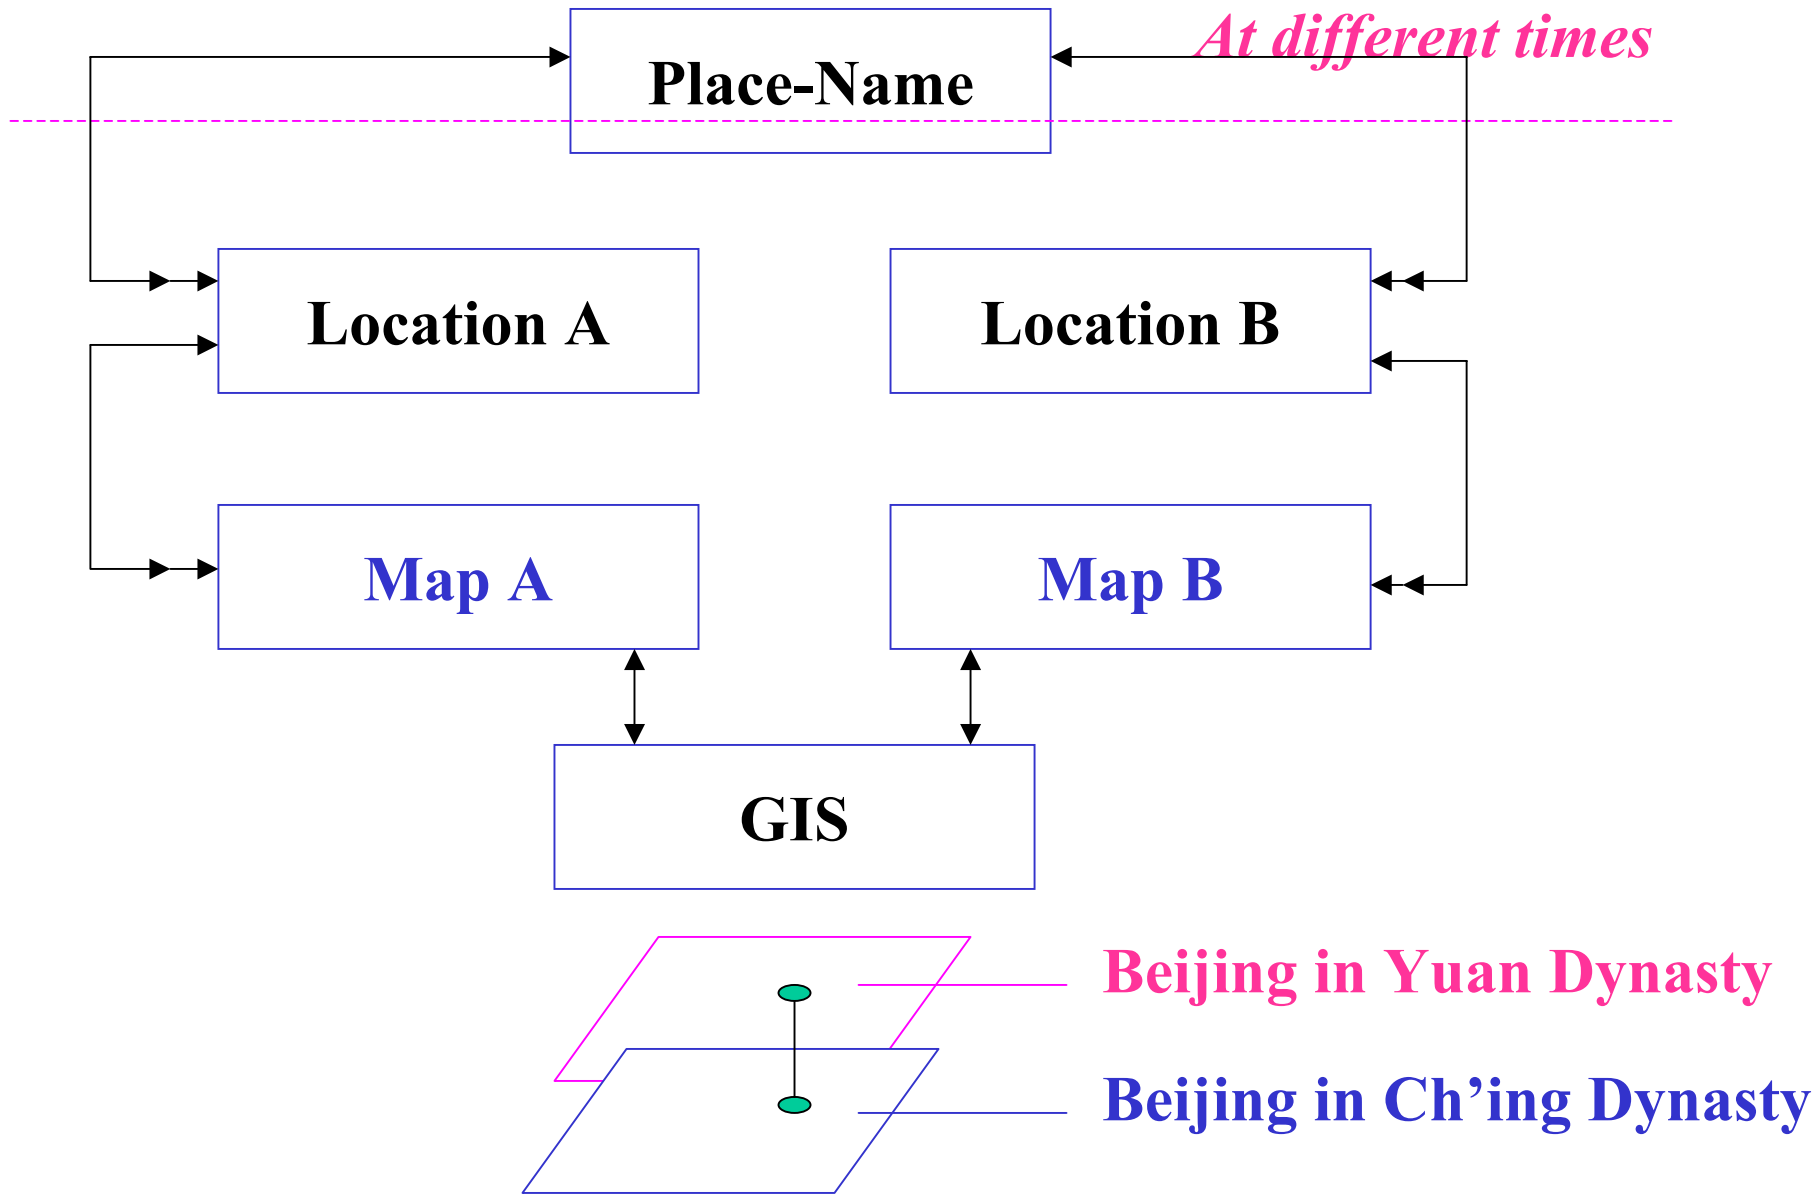 At different times
Place-Name
Location A
Location B
Map A
Map B
GIS
Beijing in Yuan Dynasty
Beijing in Ch’ing Dynasty